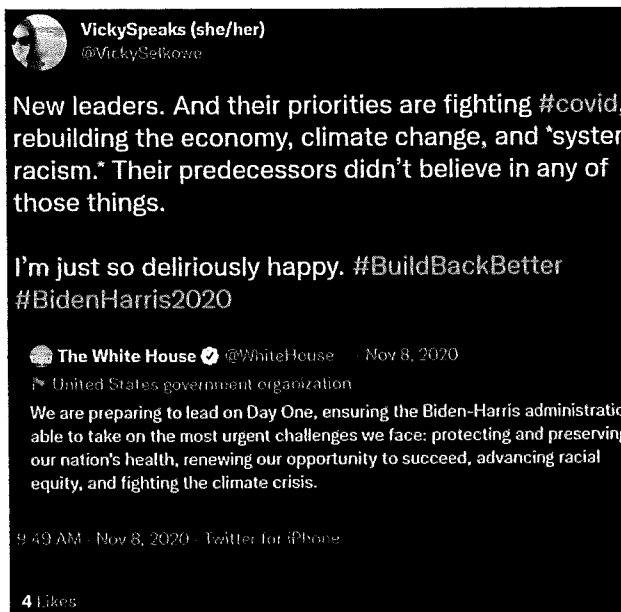 VickySpeaks (she/her)
@VickySelkowe
New leaders. And their priorities are fighting #covid,
rebuilding the economy, climate change, and *system
racism.* Their predecessors didn't believe in any of
those things.
I'm just so deliriously happy. #BuildBackBetter
#BidenHarris2020
The White House @WhiteHouse · Nov 8, 2020
United States government organization
We are preparing to lead on Day One, ensuring the Biden-Harris administratio
able to take on the most urgent challenges we face: protecting and preserving
our nation's health, renewing our opportunity to succeed, advancing racial
equity, and fighting the climate crisis.
9:49 AM · Nov 8, 2020 · Twitter for iPhone
4 Likes